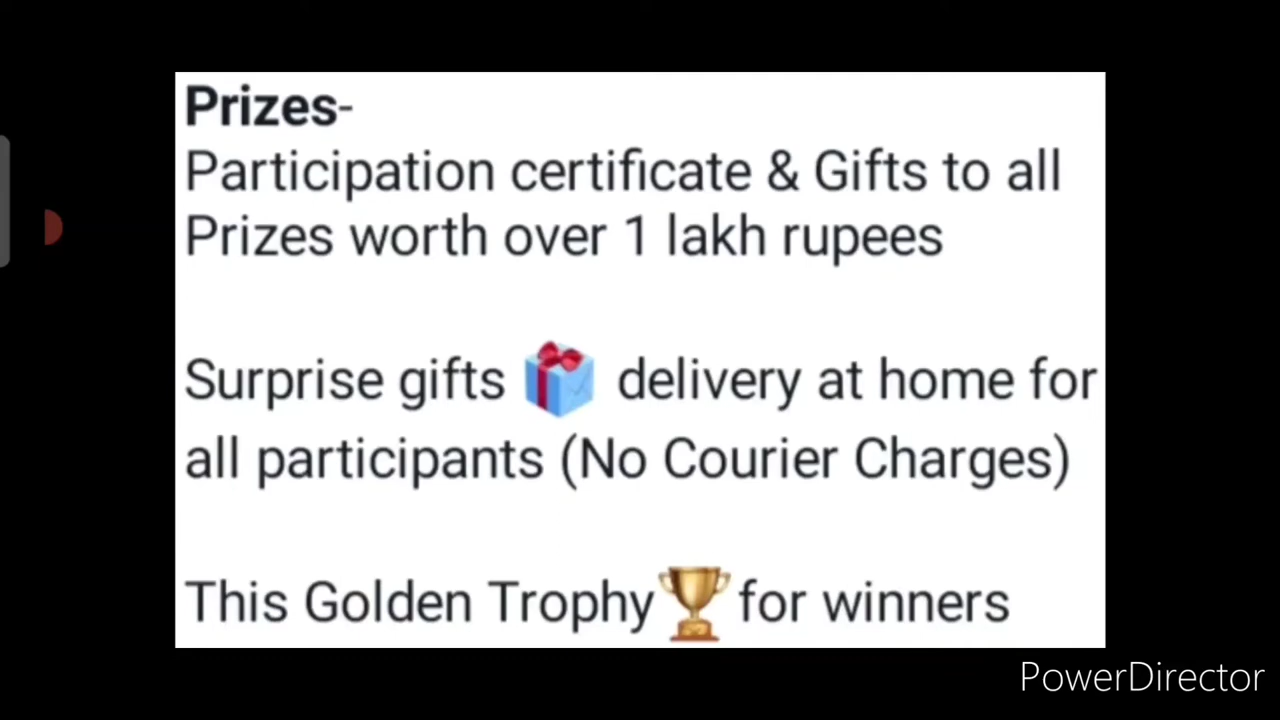 Prizes-
Participation certificate & Gifts to all
Prizes worth over 1 lakh rupees
Surprise gifts 🎁 delivery at home for
all participants (No Courier Charges)
This Golden Trophy🏆for winners
PowerDirector